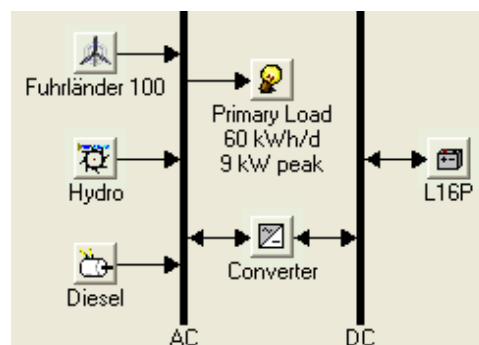 Fuhrländer 100
Primary Load
60 kWh/d
9 kW peak
Hydro
L16P
Converter
Diesel
AC
DC